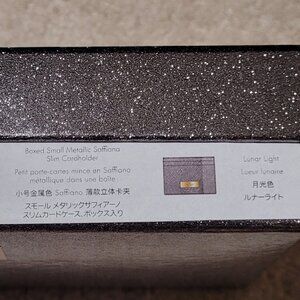 Boxed Small Metallic Saffiano
Slim Cardholder
Petit porte-cartes mince en Saffiano
métallique dans une boîte
小号金属色 Saffiano 薄款立体卡夹
スモール メタリックサフィアーノ
スリムカードケース、ボックス入り
Lunar Light
Lueur lunaire
月光色
ルナーライト